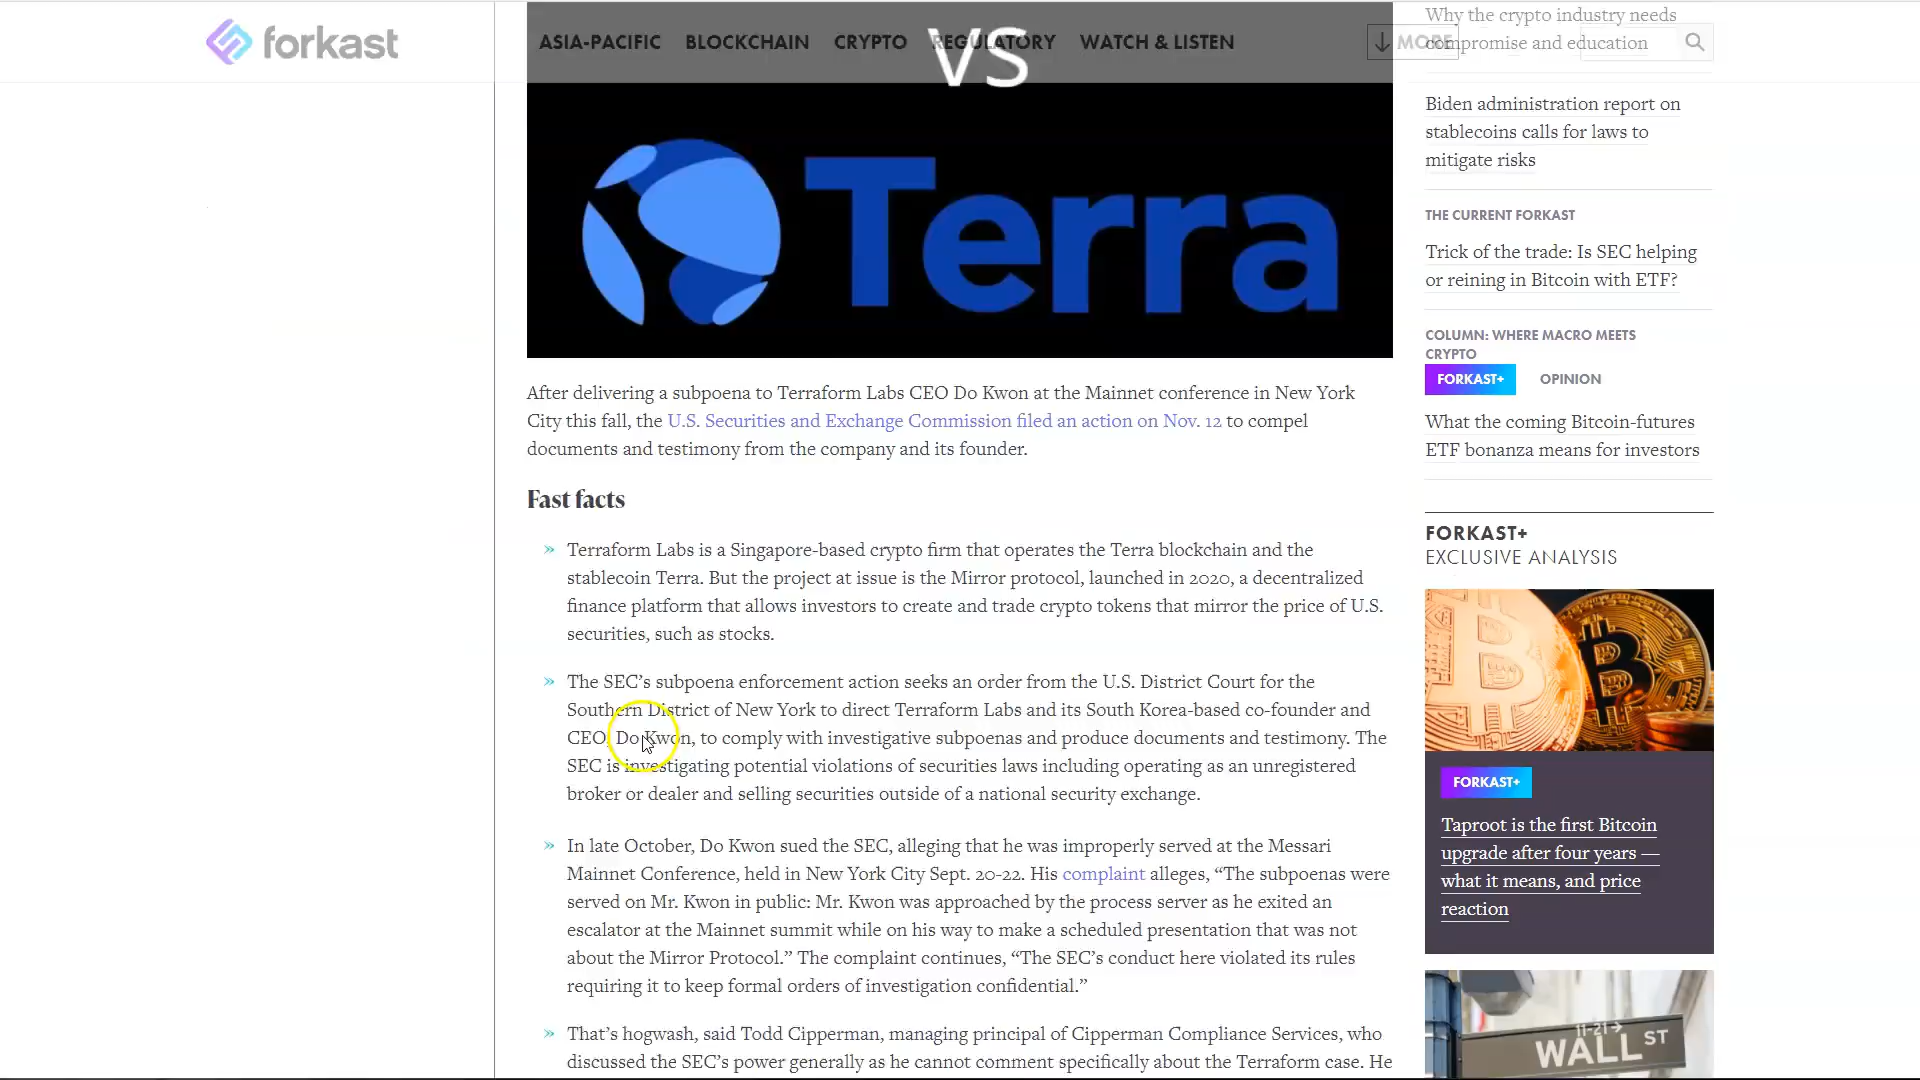 forkast
ASIA-PACIFIC BLOCKCHAIN CRYPTO REGULATORY WATCH & LISTEN
MORE
VS
Terra
After delivering a subpoena to Terraform Labs CEO Do Kwon at the Mainnet conference in New York
City this fall, the U.S. Securities and Exchange Commission filed an action on Nov. 12 to compel
documents and testimony from the company and its founder.
Fast facts
» Terraform Labs is a Singapore-based crypto firm that operates the Terra blockchain and the
stablecoin Terra. But the project at issue is the Mirror protocol, launched in 2020, a decentralized
finance platform that allows investors to create and trade crypto tokens that mirror the price of U.S.
securities, such as stocks.
» The SEC’s subpoena enforcement action seeks an order from the U.S. District Court for the
Southern District of New York to direct Terraform Labs and its South Korea-based co-founder and
CEO, Do Kwon, to comply with investigative subpoenas and produce documents and testimony. The
SEC is investigating potential violations of securities laws including operating as an unregistered
broker or dealer and selling securities outside of a national security exchange.
» In late October, Do Kwon sued the SEC, alleging that he was improperly served at the Messari
Mainnet Conference, held in New York City Sept. 20-22. His complaint alleges, “The subpoenas were
served on Mr. Kwon in public: Mr. Kwon was approached by the process server as he exited an
escalator at the Mainnet summit while on his way to make a scheduled presentation that was not
about the Mirror Protocol.” The complaint continues, “The SEC’s conduct here violated its rules
requiring it to keep formal orders of investigation confidential.”
» That’s hogwash, said Todd Cipperman, managing principal of Cipperman Compliance Services, who
discussed the SEC’s power generally as he cannot comment specifically about the Terraform case. He
Why the crypto industry needs
compromise and education
Biden administration report on
stablecoins calls for laws to
mitigate risks
THE CURRENT FORKAST
Trick of the trade: Is SEC helping
or reining in Bitcoin with ETF?
COLUMN: WHERE MACRO MEETS
CRYPTO
FORKAST+ OPINION
What the coming Bitcoin-futures
ETF bonanza means for investors
FORKAST+
EXCLUSIVE ANALYSIS
FORKAST+
Taproot is the first Bitcoin
upgrade after four years —
what it means, and price
reaction
11-21
WALL ST